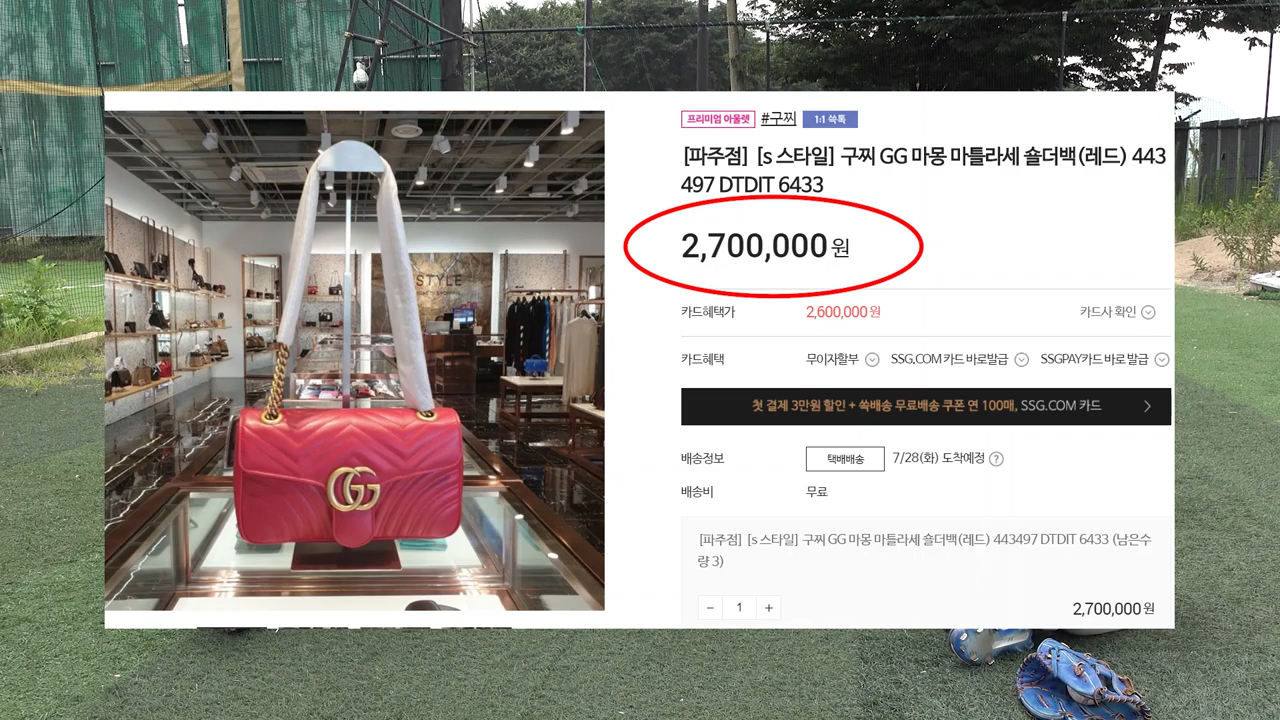 프리미엄 아울렛 #구찌 1:1 쓱톡
[파주점] [s 스타일] 구찌 GG 마몽 마틀라세 숄더백(레드) 443
497 DTDIT 6433
2,700,000원
카드혜택가 2,600,000원 카드사 확인
카드혜택 무이자할부 SSG.COM 카드 바로발급 SSGPAY카드 바로 발급
첫 결제 3만원 할인 + 쓱배송 무료배송 쿠폰 연 100매, SSG.COM 카드
STYLE
배송정보 택배배송 7/28(화) 도착예정 ?
배송비 무료
[파주점] [s 스타일] 구찌 GG 마몽 마틀라세 숄더백(레드) 443497 DTDIT 6433 (남은수
량 3)
− 1 +
2,700,000원